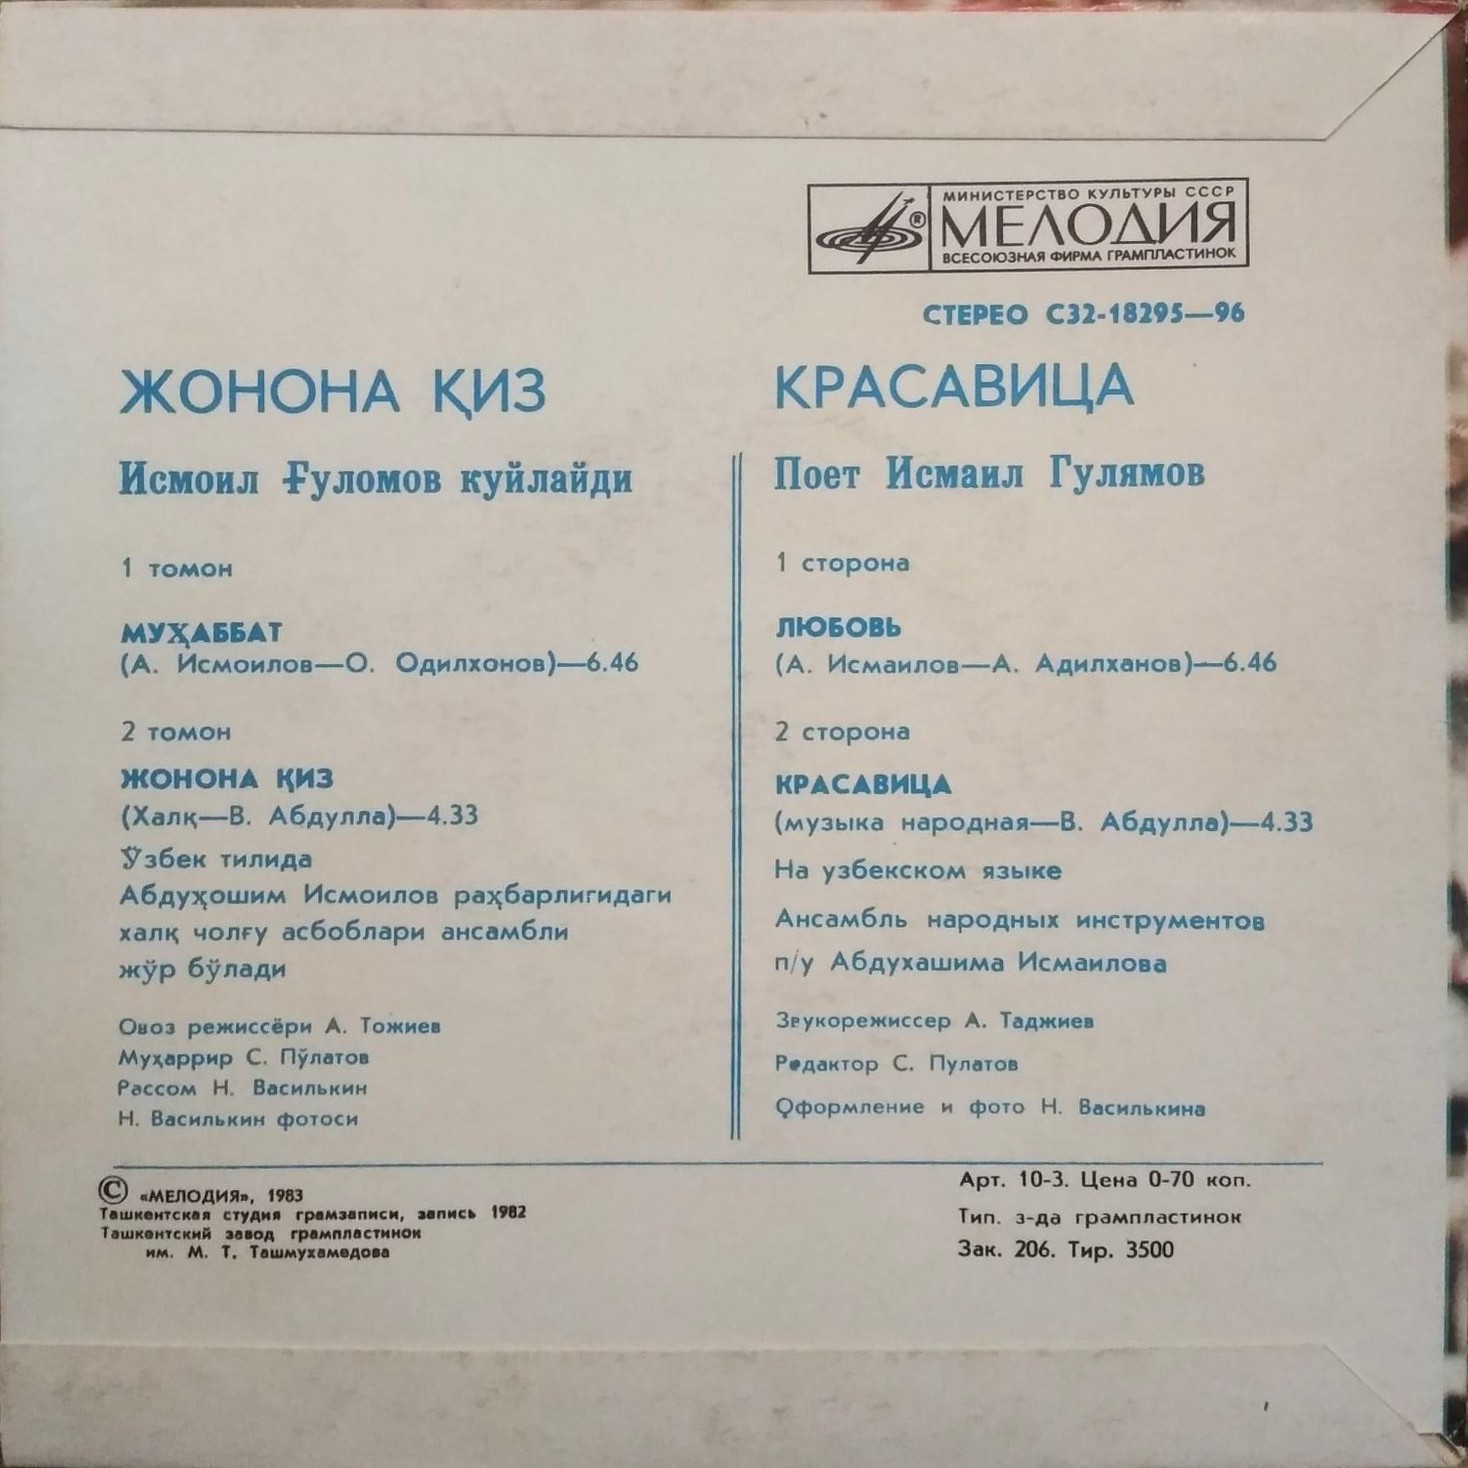 МИНИСТЕРСТВО КУЛЬТУРЫ СССР
МЕЛОДИЯ
ВСЕСОЮЗНАЯ ФИРМА ГРАМПЛАСТИНОК
СТЕРЕО С32-18295—96
ЖОНОНА ҚИЗ
Исмоил Ғуломов куйлайди
1 томон
МУҲАББАТ
(А. Исмоилов—О. Одилхонов)—6.46
2 томон
ЖОНОНА ҚИЗ
(Халқ—В. Абдулла)—4.33
Ўзбек тилида
Абдуҳошим Исмоилов раҳбарлигидаги
халқ чолғу асбоблари ансамбли
жўр бўлади
Овоз режиссёри А. Тожиев
Муҳаррир С. Пўлатов
Рассом Н. Василькин
Н. Василькин фотоси
КРАСАВИЦА
Поет Исмаил Гулямов
1 сторона
ЛЮБОВЬ
(А. Исмаилов—А. Адилханов)—6.46
2 сторона
КРАСАВИЦА
(музыка народная—В. Абдулла)—4.33
На узбекском языке
Ансамбль народных инструментов
п/у Абдухашима Исмаилова
Звукорежиссер А. Таджиев
Редактор С. Пулатов
Оформление и фото Н. Василькина
© «МЕЛОДИЯ», 1983
Ташкентская студия грамзаписи, запись 1982
Ташкентский завод грампластинок
им. М. Т. Ташмухамедова
Арт. 10-3. Цена 0-70 коп.
Тип. з-да грампластинок
Зак. 206. Тир. 3500